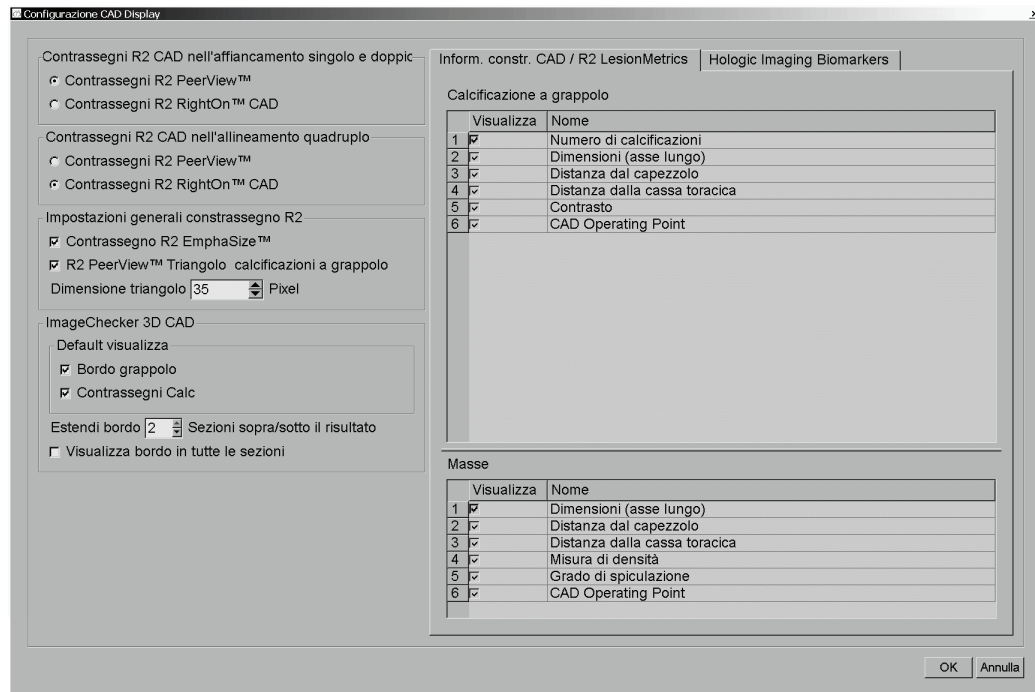 Configurazione CAD Display
Contrassegni R2 CAD nell'affiancamento singolo e doppic
Contrassegni R2 PeerView™
Contrassegni R2 RightOn™ CAD
Contrassegni R2 CAD nell'allineamento quadruplo
Contrassegni R2 PeerView™
Contrassegni R2 RightOn™ CAD
Impostazioni generali constrassegno R2
Contrassegno R2 EmphaSize™
R2 PeerView™ Triangolo calcificazioni a grappolo
Dimensione triangolo 35 Pixel
ImageChecker 3D CAD
Default visualizza
Bordo grappolo
Contrassegni Calc
Estendi bordo 2 Sezioni sopra/sotto il risultato
Visualizza bordo in tutte le sezioni
Inform. constr. CAD / R2 LesionMetrics Hologic Imaging Biomarkers
Calcificazione a grappolo
Visualizza Nome
1 Numero di calcificazioni
2 Dimensioni (asse lungo)
3 Distanza dal capezzolo
4 Distanza dalla cassa toracica
5 Contrasto
6 CAD Operating Point
Masse
Visualizza Nome
1 Dimensioni (asse lungo)
2 Distanza dal capezzolo
3 Distanza dalla cassa toracica
4 Misura di densità
5 Grado di spiculazione
6 CAD Operating Point
OK Annulla